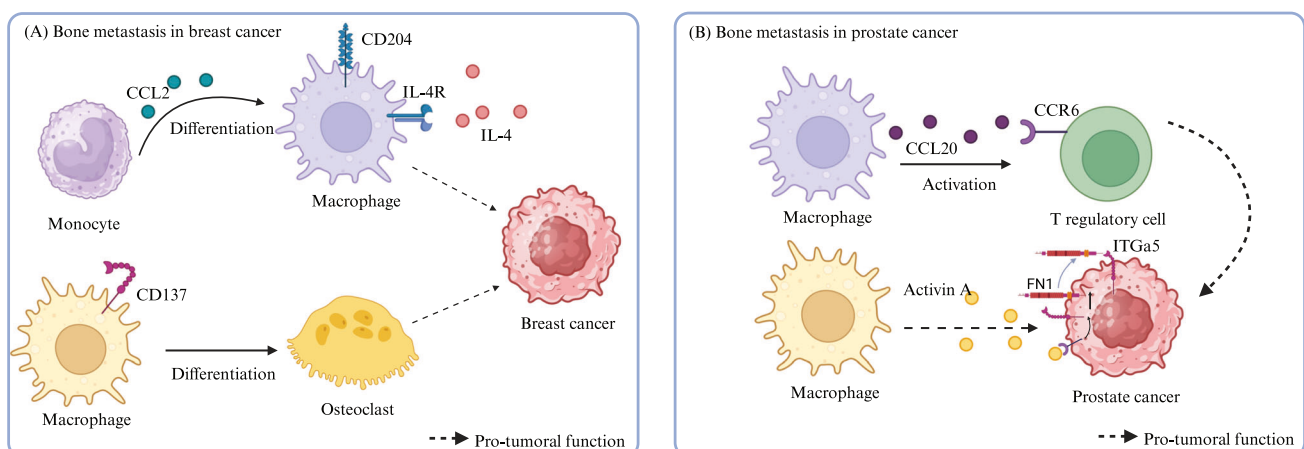 (A) Bone metastasis in breast cancer
CD204
CCL2
IL-4R
Differentiation
IL-4
Macrophage
Monocyte
CD137
Breast cancer
Differentiation
Osteoclast
Macrophage
Pro-tumoral function
(B) Bone metastasis in prostate cancer
CCR6
CCL20
Activation
Macrophage
T regulatory cell
ITGa5
FN1
Activin A
Macrophage
Prostate cancer
Pro-tumoral function